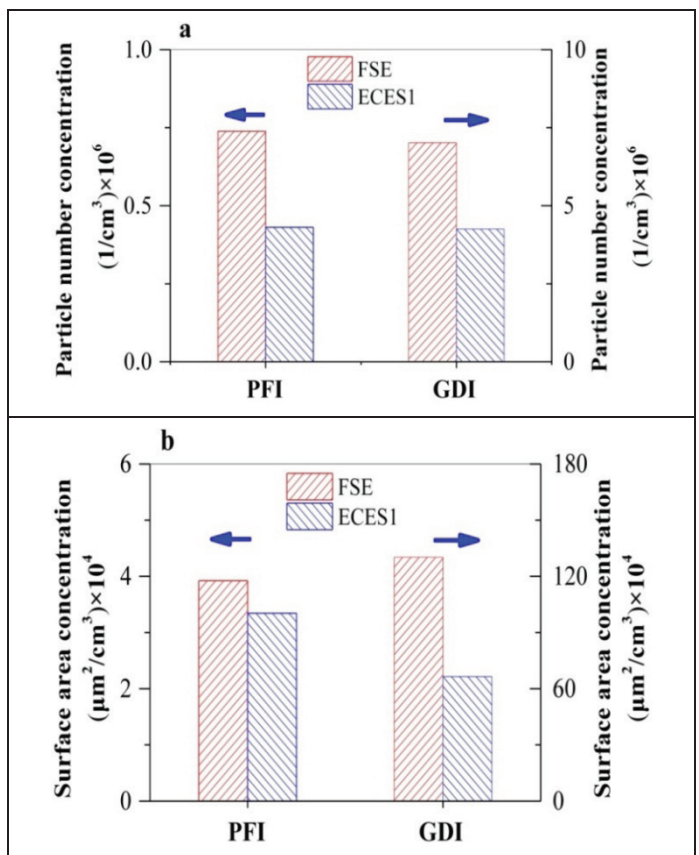 a
1.0
0.5
0.0
Particle number concentration
(1/cm³)×10⁶
FSE
ECES1
10
5
0
Particle number concentration
(1/cm³)×10⁶
PFI
GDI
b
6
4
2
0
Surface area concentration
(μm²/cm³)×10⁴
FSE
ECES1
180
120
60
0
Surface area concentration
(μm²/cm³)×10⁴
PFI
GDI